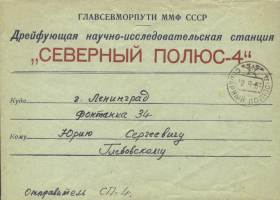 ГЛАВСЕВМОРПУТИ ММФ СССР
Дрейфующая научно-исследовательская станция
„СЕВЕРНЫЙ ПОЛЮС-4"
Куда г. Ленинград
Фонтанка 34
Кому Юрию Сергеевичу
Отправитель СП-4.